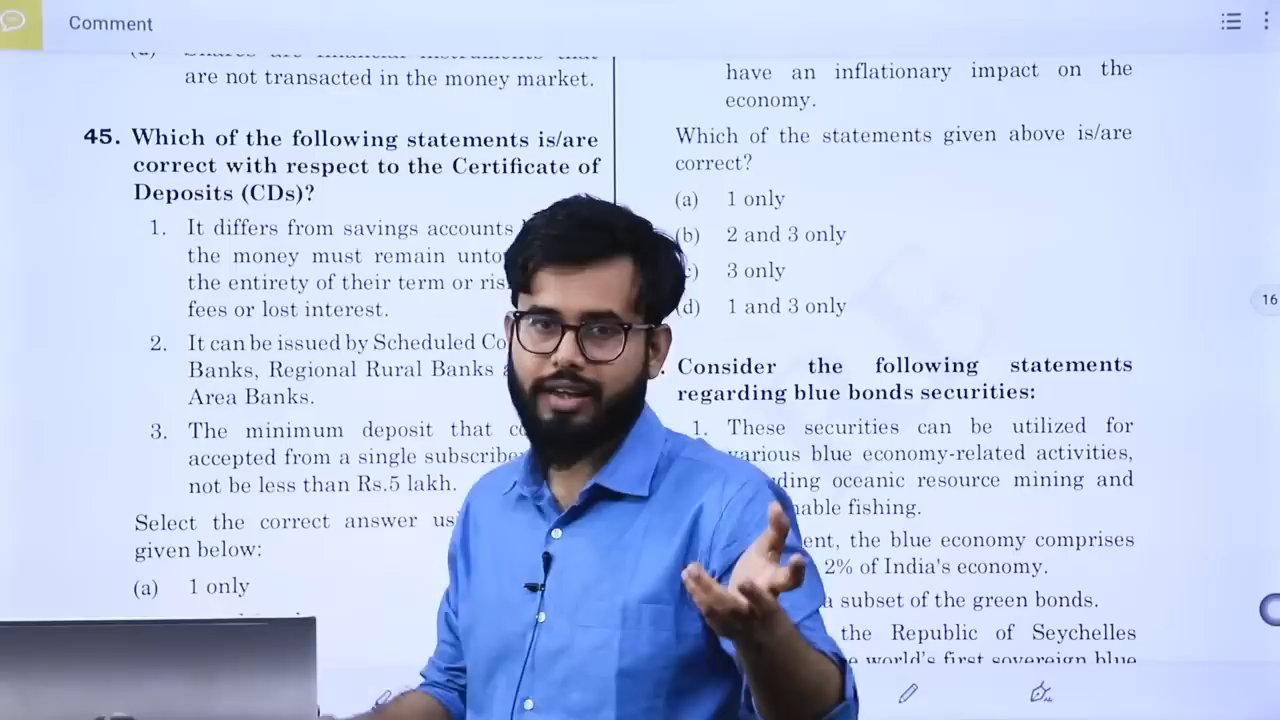 Comment
are not transacted in the money market.
45. Which of the following statements is/are
correct with respect to the Certificate of
Deposits (CDs)?
1. It differs from savings accounts
the money must remain
the entirety of their term or
fees or lost interest.
2. It can be issued by Scheduled
Banks, Regional Rural Banks
Area Banks.
3. The minimum deposit that
accepted from a single
not be less than Rs.5 lakh.
Select the correct answer
given below:
(a) 1 only
have an inflationary impact on the
economy.
Which of the statements given above is/are
correct?
(a) 1 only
(b) 2 and 3 only
3 only
(d) 1 and 3 only
Consider the following statements
regarding blue bonds securities:
1. These securities can be utilized for
various blue economy-related activities,
oceanic resource mining and
fishing.
the blue economy comprises
2% of India's economy.
a subset of the green bonds.
the Republic of Seychelles
world's first sovereign blue
16